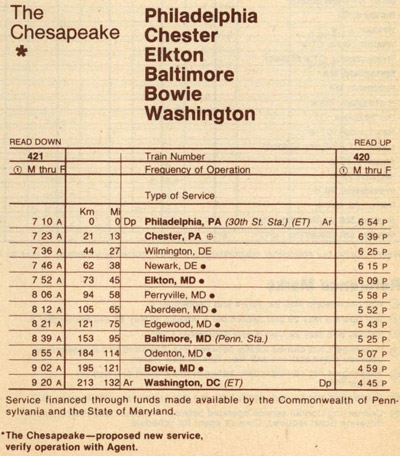 The
Chesapeake
*
Philadelphia
Chester
Elkton
Baltimore
Bowie
Washington
READ DOWN READ UP
421 Train Number 420
① M thru F Frequency of Operation ① M thru F
Type of Service
Km Mi
7 10 A 0 0 Dp Philadelphia, PA (30th St. Sta.) (ET) Ar 6 54 P
7 23 A 21 13 Chester, PA ⊕ 6 39 P
7 36 A 44 27 Wilmington, DE 6 25 P
7 46 A 62 38 Newark, DE ● 6 15 P
7 52 A 73 45 Elkton, MD ● 6 09 P
8 06 A 94 58 Perryville, MD ● 5 58 P
8 12 A 105 65 Aberdeen, MD ● 5 52 P
8 21 A 121 75 Edgewood, MD ● 5 43 P
8 39 A 153 95 Baltimore, MD (Penn. Sta.) 5 25 P
8 55 A 184 114 Odenton, MD ● 5 07 P
9 02 A 195 121 Bowie, MD ● 4 59 P
9 20 A 213 132 Ar Washington, DC (ET) Dp 4 45 P
Service financed through funds made available by the Commonwealth of Penn-
sylvania and the State of Maryland.
*The Chesapeake—proposed new service,
verify operation with Agent.